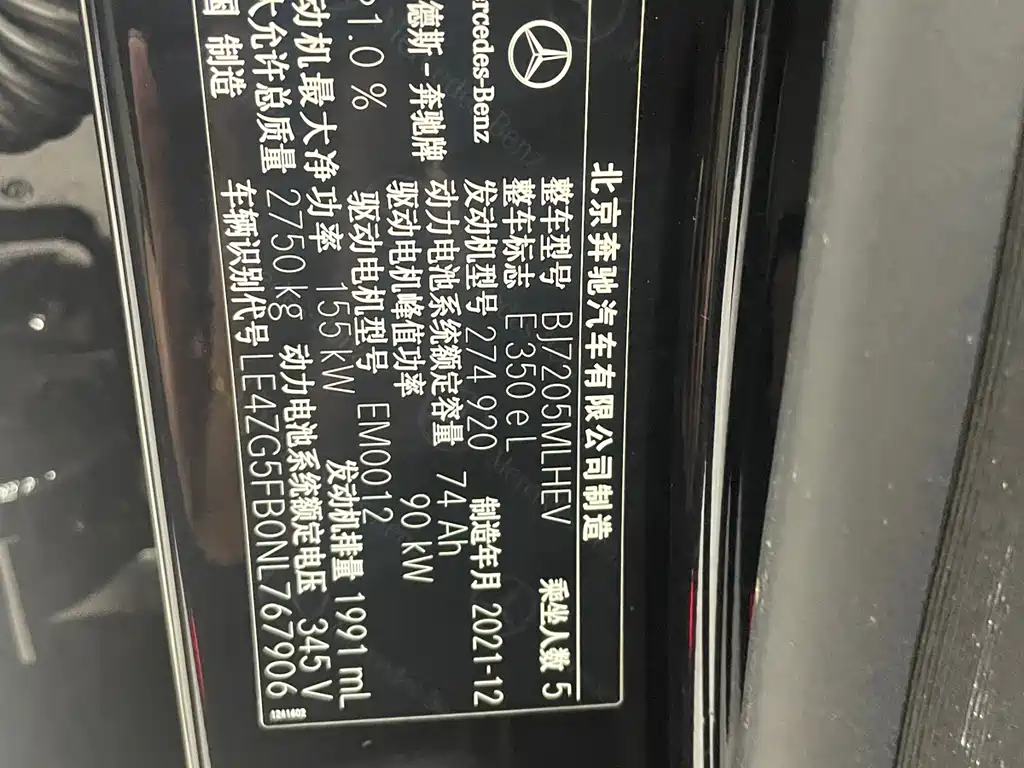 北京奔驰汽车有限公司制造
整车型号 BJ7205MLHEV 乘坐人数 5
整车标志 E 350 e L
rcedes-Benz 发动机型号 274 920 制造年月 2021-12
德斯-奔驰牌 动力电池系统额定容量 74 Ah
驱动电机峰值功率 90 kW
1.0 % 驱动电机型号 EM0012 发动机排量 1991 mL
动机最大净功率 155 kW
大允许总质量 2750 kg 动力电池系统额定电压 345 V
国 制造 车辆识别代号 LE4ZG5FB0NL767906
1241602